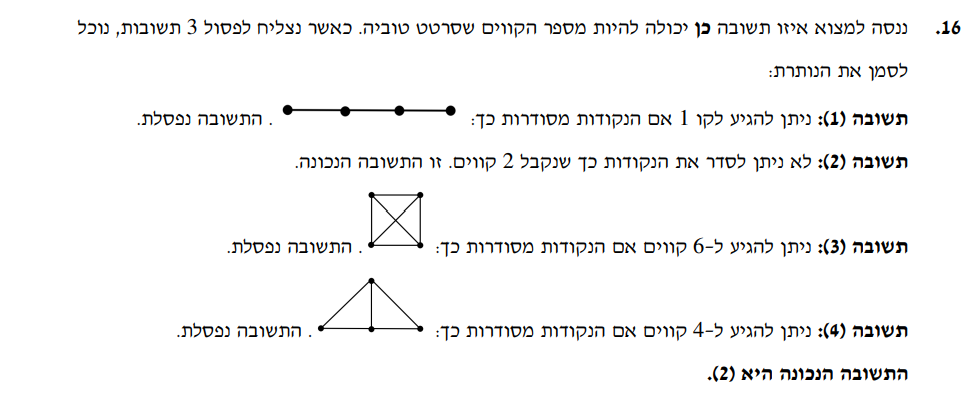 16. ננסה למצוא איזו תשובה כן יכולה להיות מספר הקווים שסרטט טוביה. כאשר נצליח לפסול 3 תשובות, נוכל
לסמן את הנותרת:
תשובה (1): ניתן להגיע לקו 1 אם הנקודות מסודרות כך: . התשובה נפסלת.
תשובה (2): לא ניתן לסדר את הנקודות כך שנקבל 2 קווים. זו התשובה הנכונה.
תשובה (3): ניתן להגיע ל-6 קווים אם הנקודות מסודרות כך: . התשובה נפסלת.
תשובה (4): ניתן להגיע ל-4 קווים אם הנקודות מסודרות כך: . התשובה נפסלת.
התשובה הנכונה היא (2).